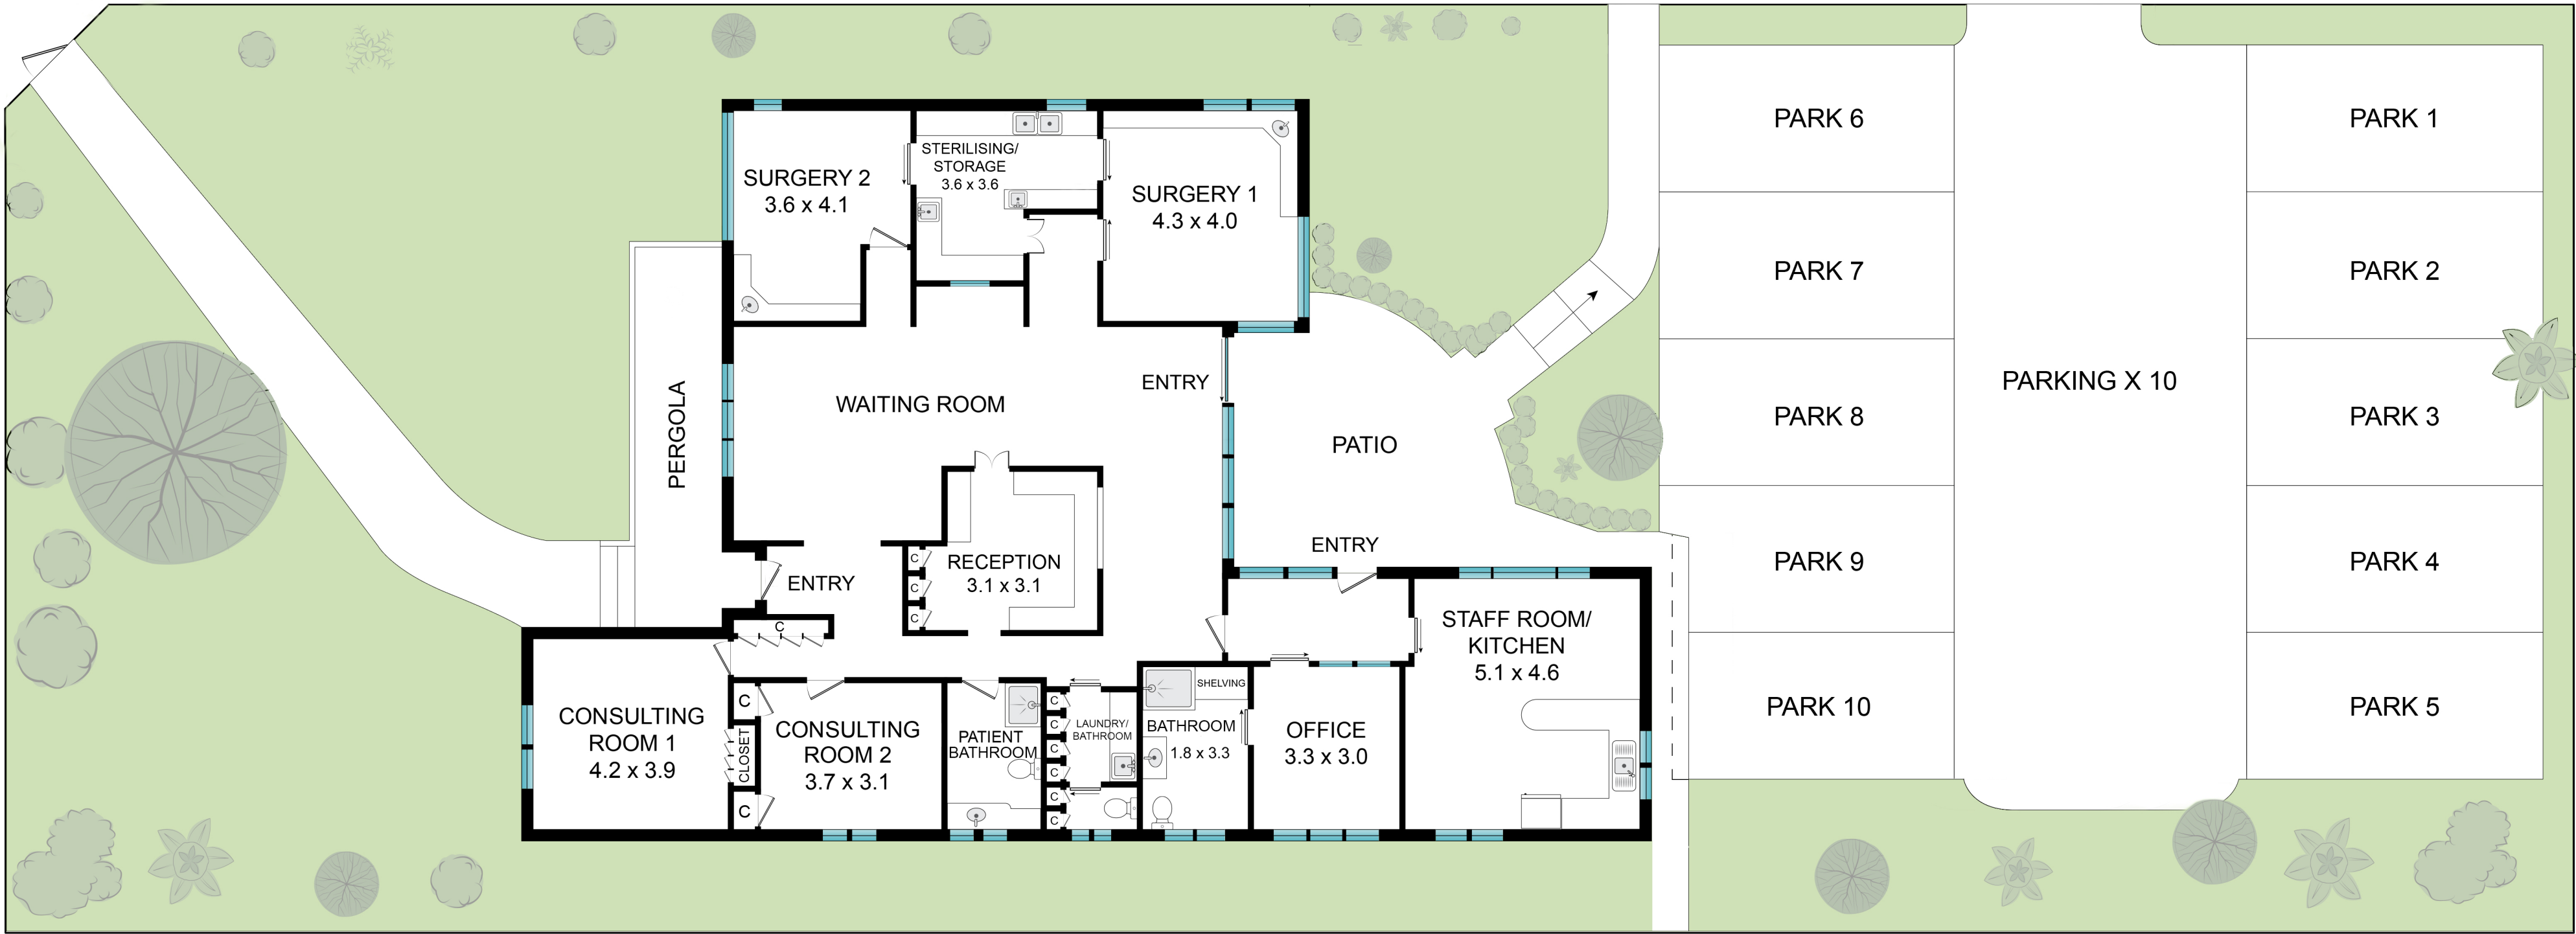 PARK 6
PARK 1
STERILISING/
STORAGE
3.6 x 3.6
SURGERY 2
3.6 x 4.1
SURGERY 1
4.3 x 4.0
PARK 7
PARK 2
PERGOLA
WAITING ROOM
ENTRY
PATIO
PARKING X 10
PARK 8
PARK 3
ENTRY
ENTRY
C
C
C
RECEPTION
3.1 x 3.1
PARK 9
PARK 4
C
STAFF ROOM/
KITCHEN
5.1 x 4.6
CONSULTING
ROOM 1
4.2 x 3.9
C
CLOSET
C
CONSULTING
ROOM 2
3.7 x 3.1
PATIENT
BATHROOM
C
C
C
C
C
C
LAUNDRY/
BATHROOM
SHELVING
BATHROOM
1.8 x 3.3
OFFICE
3.3 x 3.0
PARK 10
PARK 5